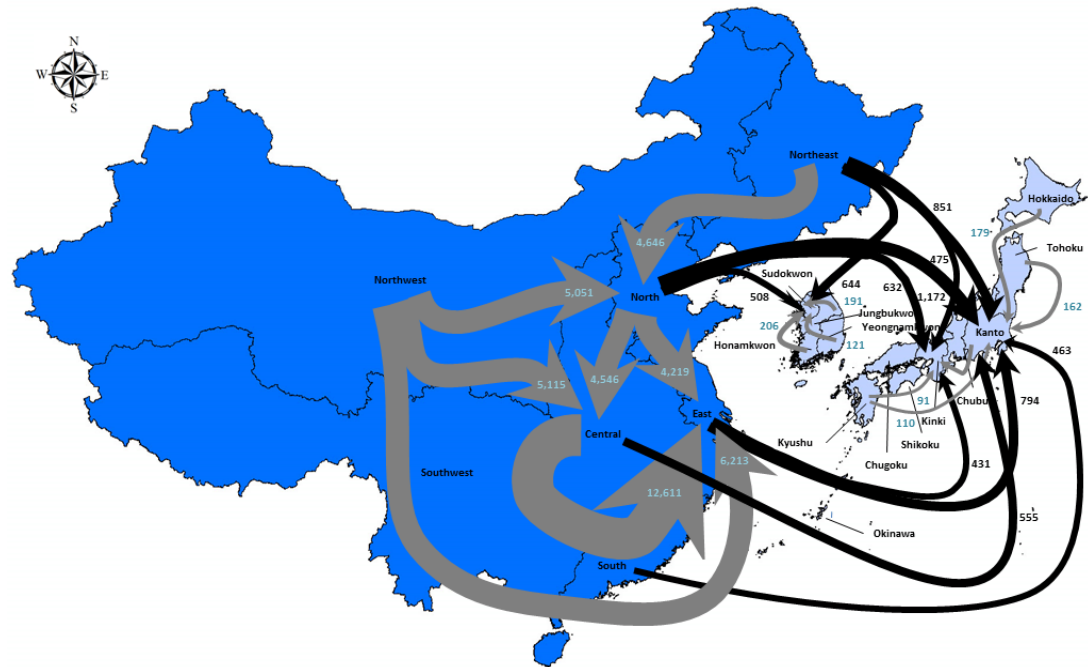 N
W E
S
Northeast
Hokkaido
851
179
Tohoku
4,646
475
Sudokwon
Northwest
5,051
North
508
644
632
191
1,172
162
Jungbukwo
206
Yeongnamkwon
Kanto
Honamkwon
121
463
5,115
4,546
4,219
91
Chubu
794
East
110
Kinki
Central
Kyushu
Shikoku
6,213
Chugoku
431
Southwest
12,611
555
Okinawa
South